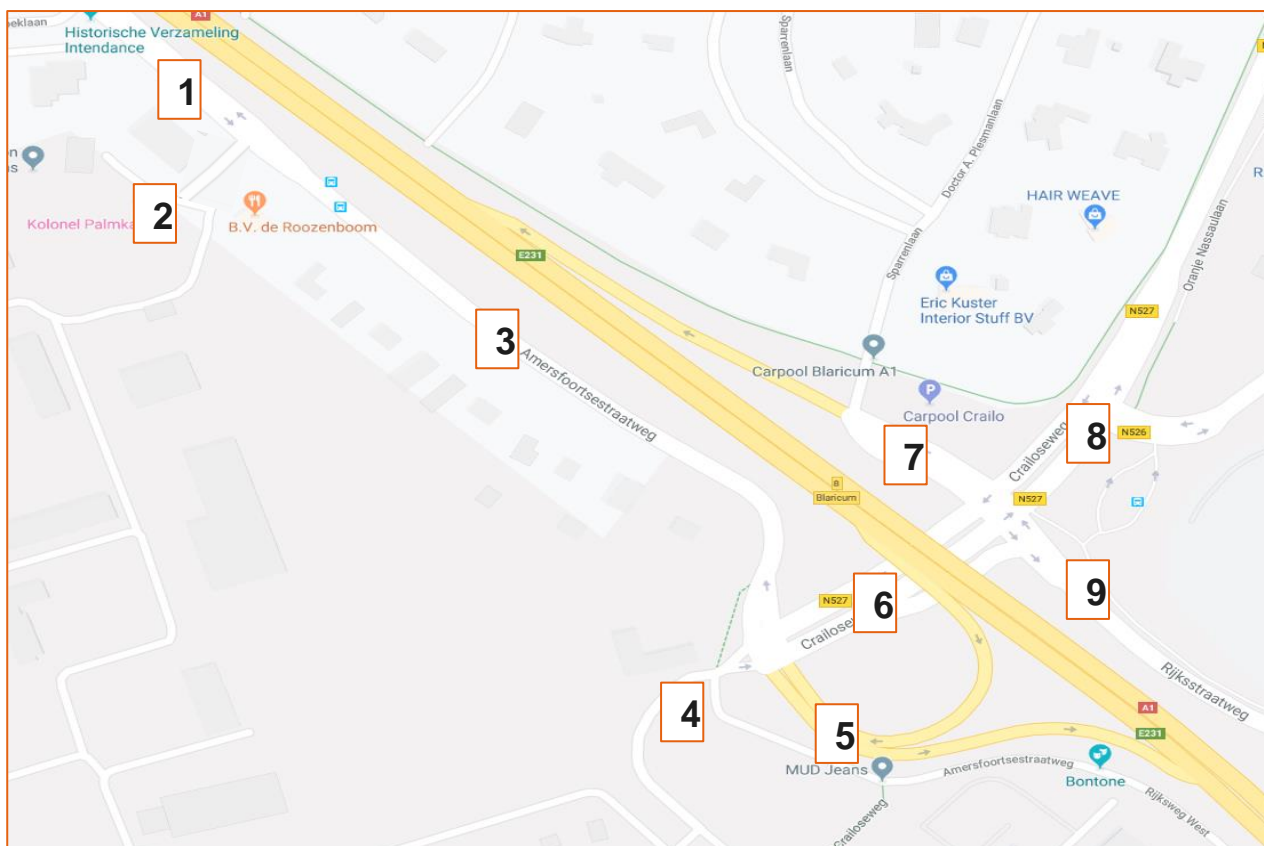 A1
Historische Verzameling
Intendance
1
Sparrenlaan
Doctor A. Plesmanlaan
2
Kolonel Palmka
B.V. de Roozenboom
HAIR WEAVE
E231
Sparrenlaan
Eric Kuster
Interior Stuff BV
Oranje Nassaulaan
N527
3
Amersfoortsestraatweg
Carpool Blaricum A1
P
Carpool Crailo
7
Crailoseweg
8
N526
8
Blaricum
N527
N527
6
9
Rijksstraatweg
4
5
A1
E231
MUD Jeans
Amersfoortsestraatweg
Bontone
Rijksweg West
Crailoseweg